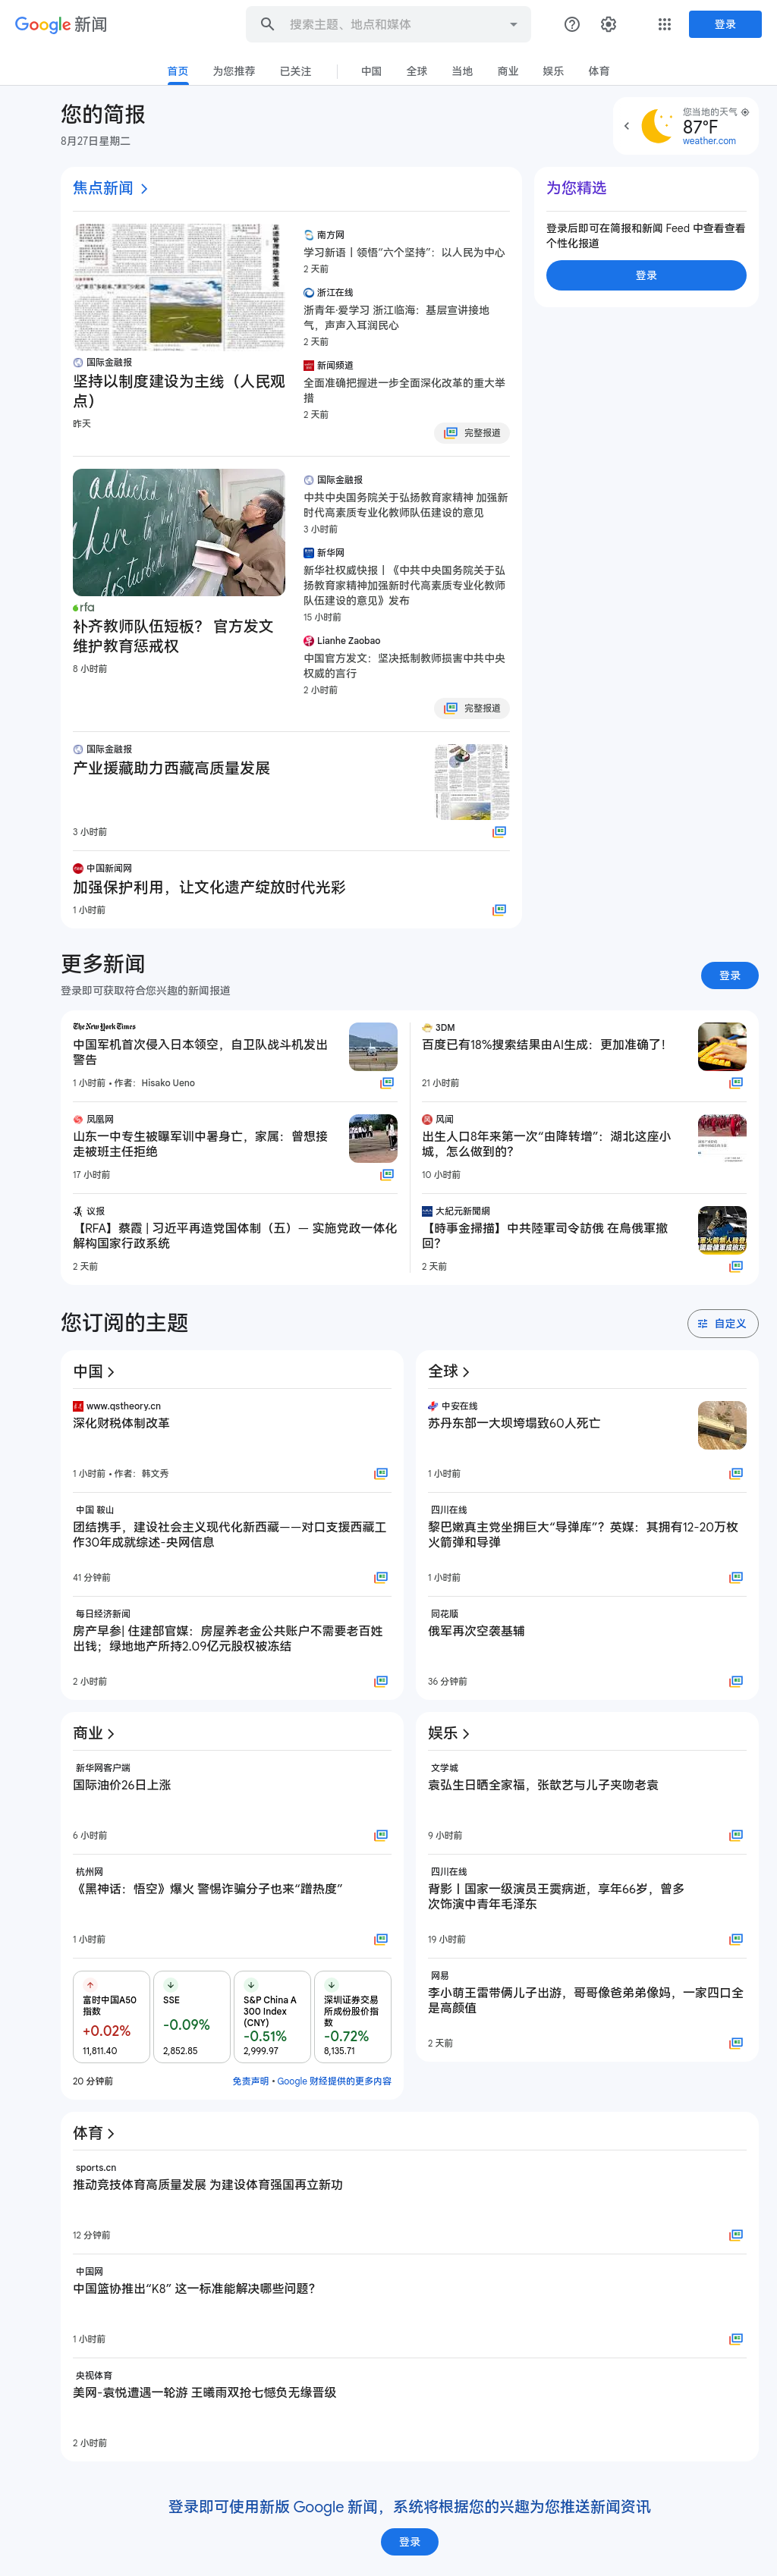 Google 新闻
搜索主题、地点和媒体
登录
首页
为您推荐
已关注
中国
全球
当地
商业
娱乐
体育
您的简报
8月27日星期二
您当地的天气
87°F
weather.com
焦点新闻
国际金融报
坚持以制度建设为主线（人民观
点）
昨天
南方网
学习新语丨领悟“六个坚持”：以人民为中心
2 天前
浙江在线
浙青年·爱学习 浙江临海：基层宣讲接地
气，声声入耳润民心
2 天前
新闻频道
全面准确把握进一步全面深化改革的重大举
措
2 天前
完整报道
为您精选
登录后即可在简报和新闻 Feed 中查看查看
个性化报道
登录
addicted
disturbed
rfa
补齐教师队伍短板？ 官方发文
维护教育惩戒权
8 小时前
国际金融报
中共中央国务院关于弘扬教育家精神 加强新
时代高素质专业化教师队伍建设的意见
3 小时前
新华网
新华社权威快报丨《中共中央国务院关于弘
扬教育家精神加强新时代高素质专业化教师
队伍建设的意见》发布
15 小时前
Lianhe Zaobao
中国官方发文：坚决抵制教师损害中共中央
权威的言行
2 小时前
完整报道
国际金融报
产业援藏助力西藏高质量发展
3 小时前
中国新闻网
加强保护利用，让文化遗产绽放时代光彩
1 小时前
更多新闻
登录即可获取符合您兴趣的新闻报道
登录
The New York Times
中国军机首次侵入日本领空，自卫队战斗机发出
警告
1 小时前 • 作者：Hisako Ueno
3DM
百度已有18%搜索结果由AI生成：更加准确了！
21 小时前
凤凰网
山东一中专生被曝军训中暑身亡，家属：曾想接
走被班主任拒绝
17 小时前
风闻
出生人口8年来第一次“由降转增”：湖北这座小
城，怎么做到的？
10 小时前
议报
【RFA】蔡霞 | 习近平再造党国体制（五）— 实施党政一体化
解构国家行政系统
2 天前
大紀元新聞網
【時事金掃描】中共陸軍司令訪俄 在烏俄軍撤
回？
2 天前
您订阅的主题
自定义
中国
www.qstheory.cn
深化财税体制改革
1 小时前 • 作者：韩文秀
中国 鞍山
团结携手，建设社会主义现代化新西藏——对口支援西藏工
作30年成就综述-央网信息
41 分钟前
每日经济新闻
房产早参| 住建部官媒：房屋养老金公共账户不需要老百姓
出钱；绿地地产所持2.09亿元股权被冻结
2 小时前
全球
中安在线
苏丹东部一大坝垮塌致60人死亡
1 小时前
四川在线
黎巴嫩真主党坐拥巨大“导弹库”？英媒：其拥有12-20万枚
火箭弹和导弹
1 小时前
同花顺
俄军再次空袭基辅
36 分钟前
商业
新华网客户端
国际油价26日上涨
6 小时前
杭州网
《黑神话：悟空》爆火 警惕诈骗分子也来“蹭热度”
1 小时前
富时中国A50
指数
+0.02%
11,811.40
SSE
-0.09%
2,852.85
S&P China A
300 Index
(CNY)
-0.51%
2,999.97
深圳证券交易
所成份股价指
数
-0.72%
8,135.71
20 分钟前
免责声明 • Google 财经提供的更多内容
娱乐
文学城
袁弘生日晒全家福，张歆艺与儿子夹吻老袁
9 小时前
四川在线
背影丨国家一级演员王霙病逝，享年66岁，曾多
次饰演中青年毛泽东
19 小时前
网易
李小萌王雷带俩儿子出游，哥哥像爸弟弟像妈，一家四口全
是高颜值
2 天前
体育
sports.cn
推动竞技体育高质量发展 为建设体育强国再立新功
12 分钟前
中国网
中国篮协推出“K8” 这一标准能解决哪些问题？
1 小时前
央视体育
美网-袁悦遭遇一轮游 王曦雨双抢七憾负无缘晋级
2 小时前
登录即可使用新版 Google 新闻，系统将根据您的兴趣为您推送新闻资讯
登录